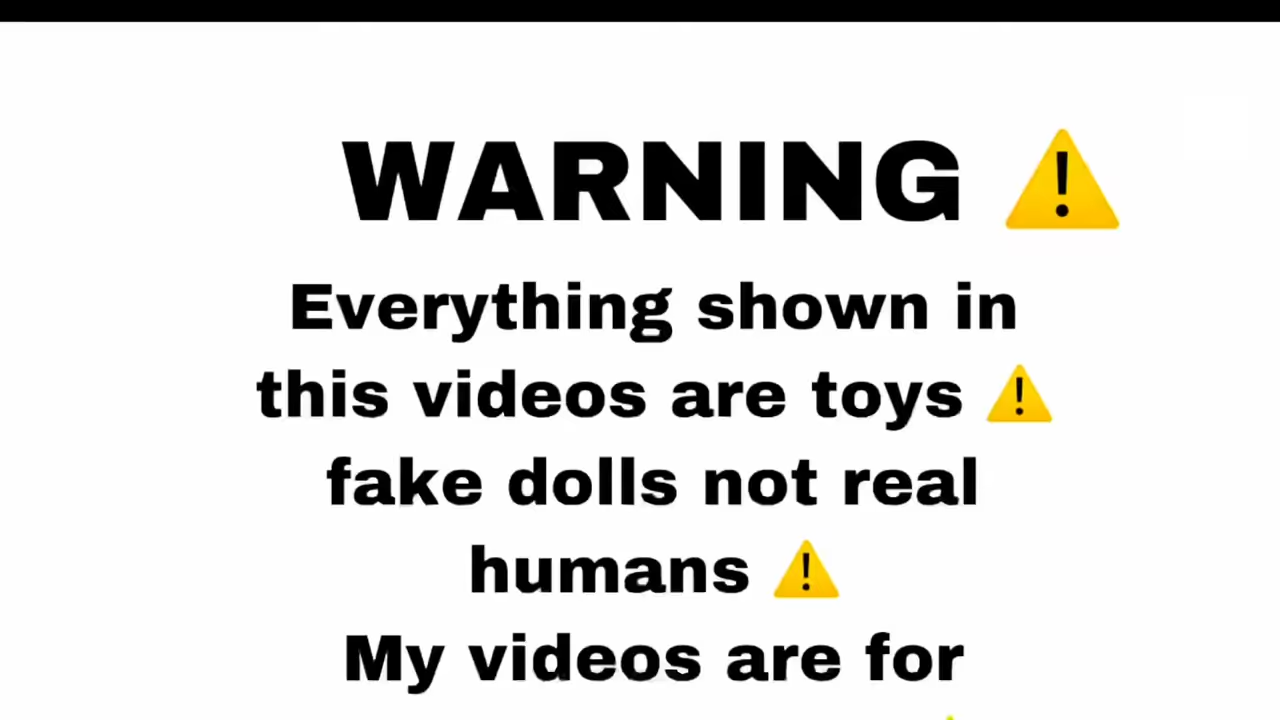 WARNING ⚠️
Everything shown in
this videos are toys ⚠️
fake dolls not real
humans ⚠️
My videos are for